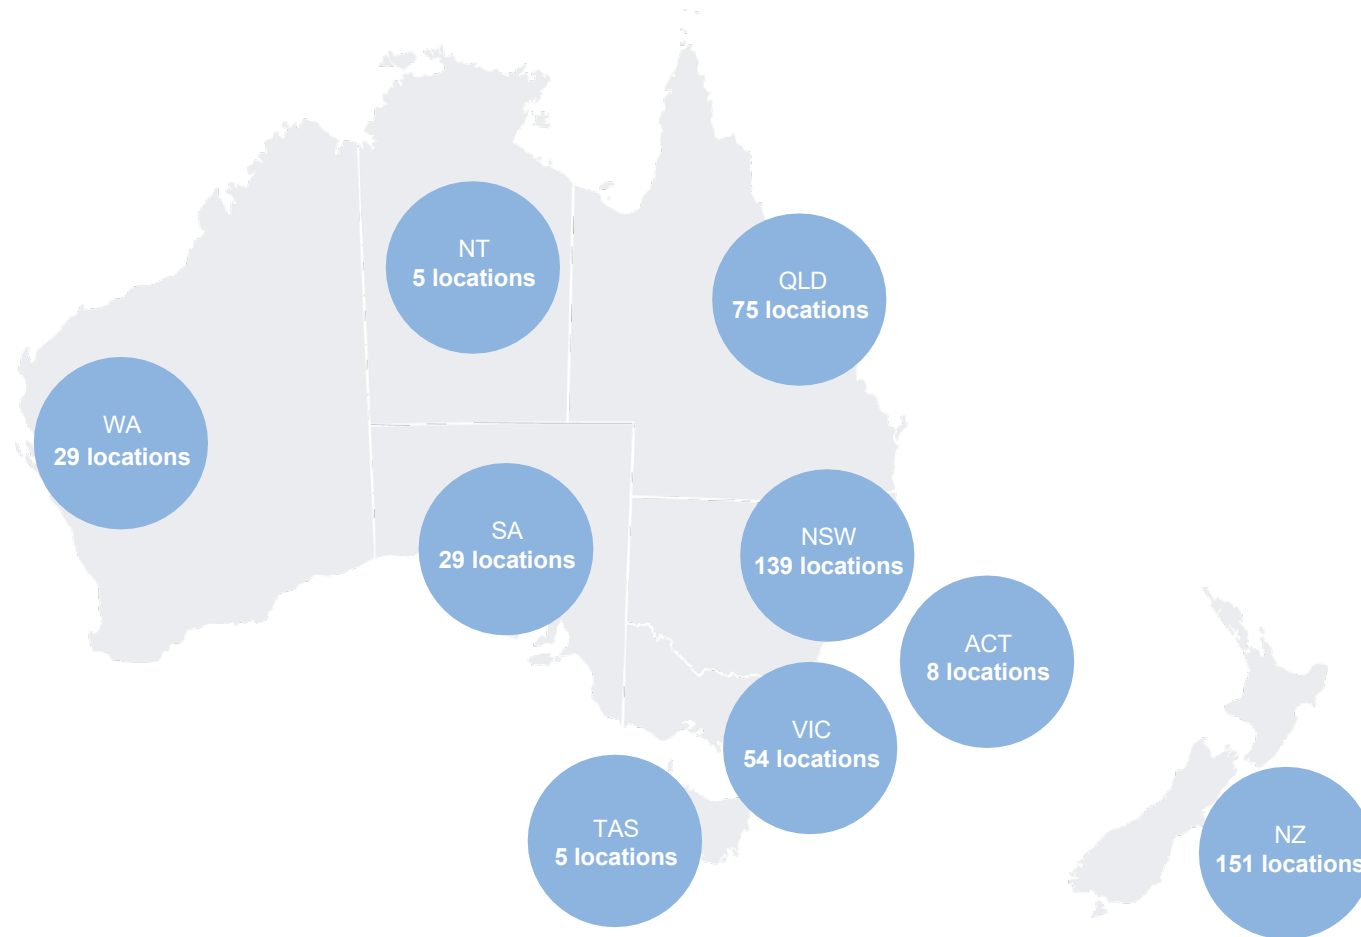 NT
5 locations
QLD
75 locations
WA
29 locations
SA
29 locations
NSW
139 locations
ACT
8 locations
VIC
54 locations
TAS
5 locations
NZ
151 locations